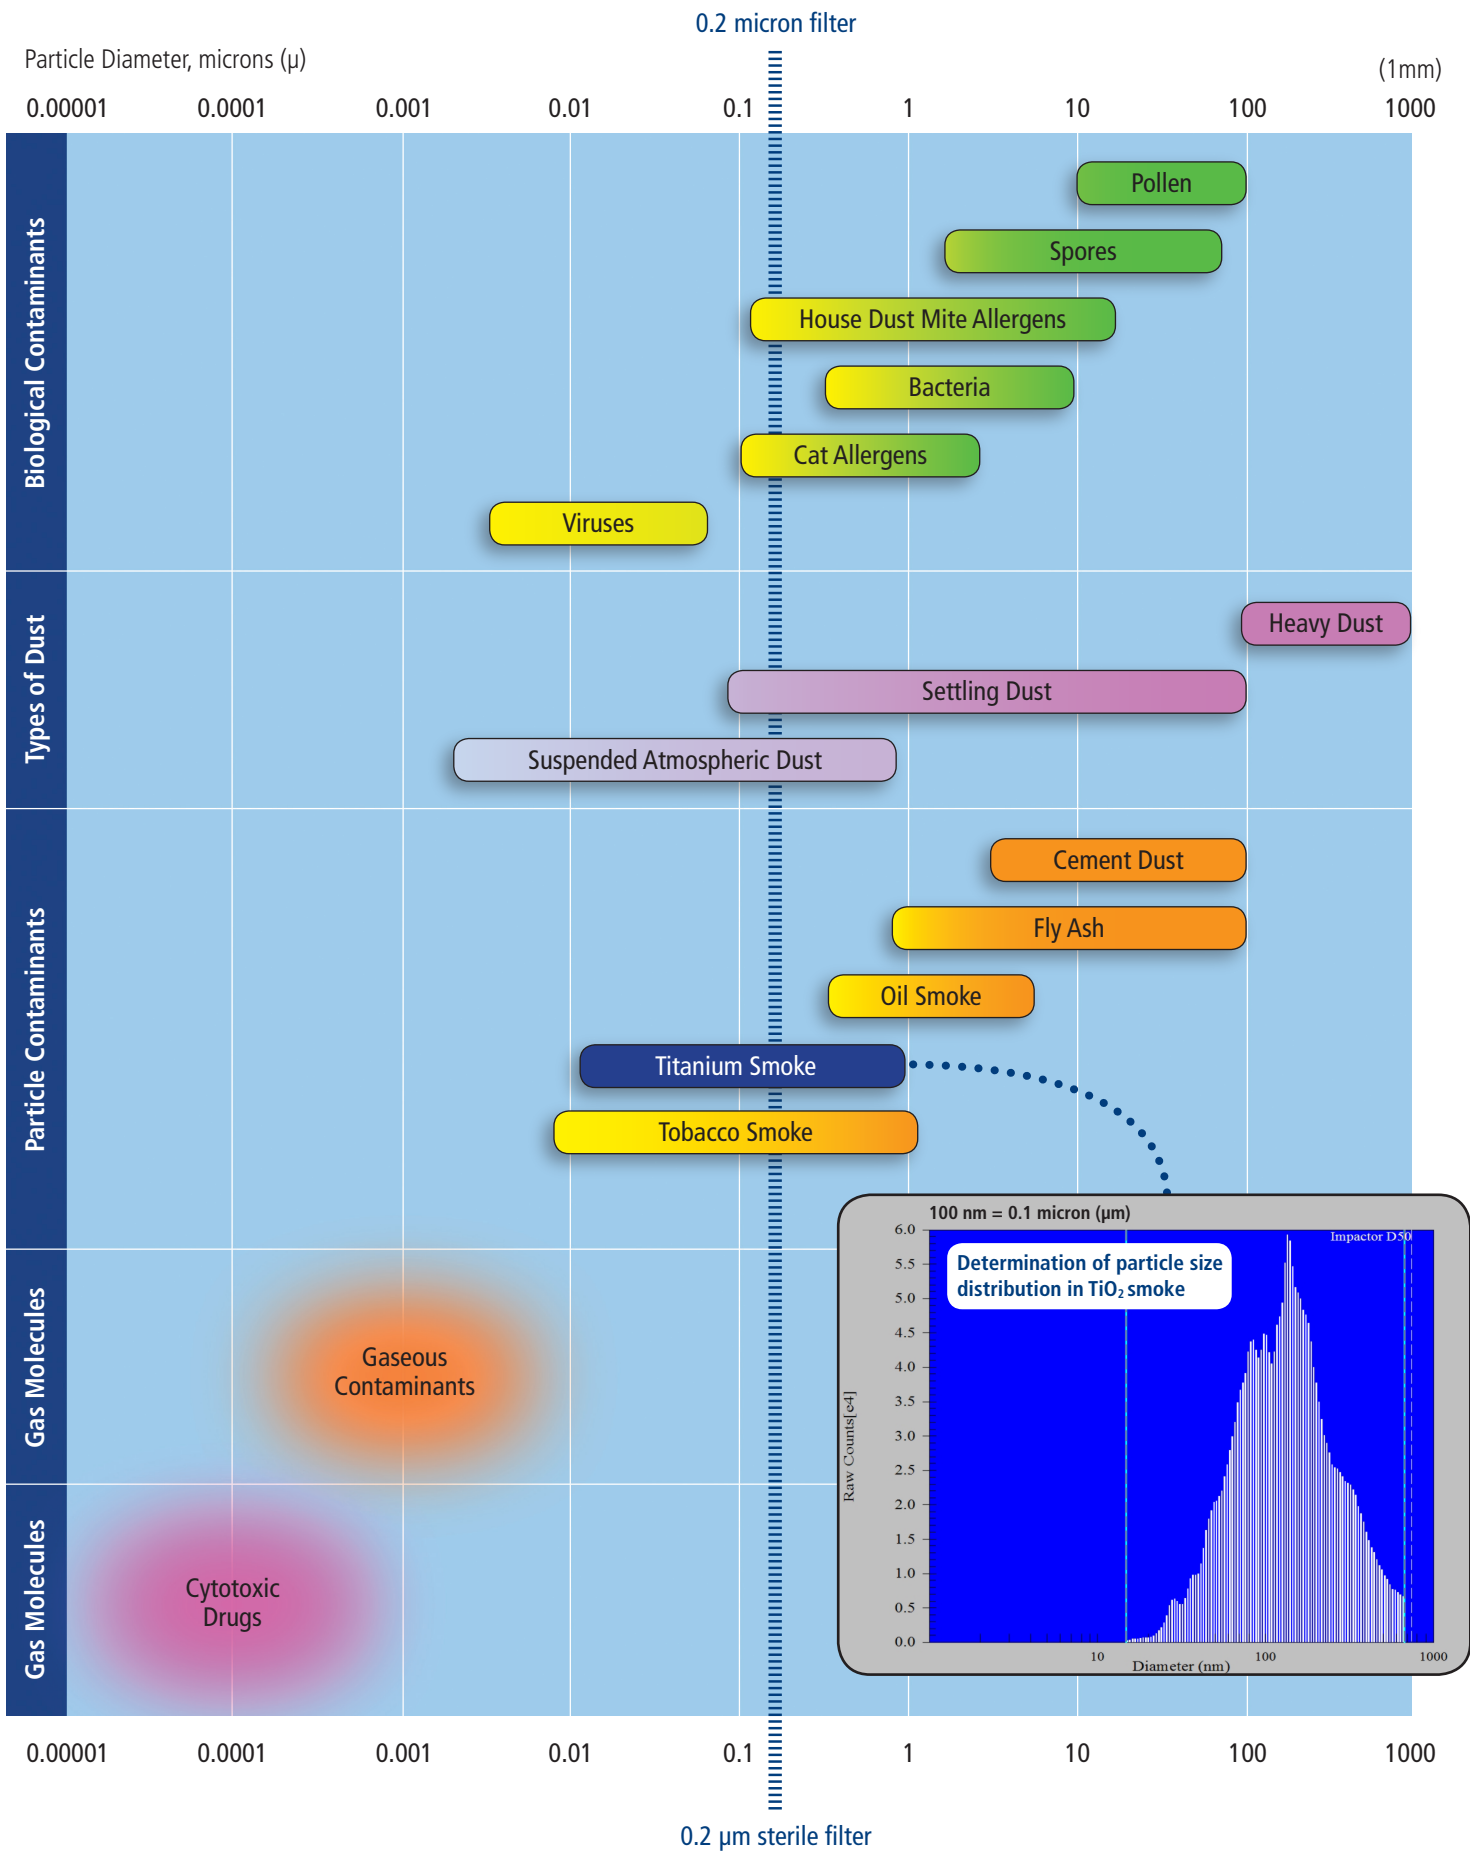 0.2 micron filter
Particle Diameter, microns (µ)
(1mm)
0.00001 0.0001 0.001 0.01 0.1 1 10 100 1000
Biological Contaminants
Pollen
Spores
House Dust Mite Allergens
Bacteria
Cat Allergens
Viruses
Types of Dust
Heavy Dust
Settling Dust
Suspended Atmospheric Dust
Particle Contaminants
Cement Dust
Fly Ash
Oil Smoke
Titanium Smoke
Tobacco Smoke
Gas Molecules
Gaseous
Contaminants
Gas Molecules
Cytotoxic
Drugs
100 nm = 0.1 micron (µm)
Impactor D50
Determination of particle size
distribution in TiO₂ smoke
Raw Counts[e4]
6.0
5.5
5.0
4.5
4.0
3.5
3.0
2.5
2.0
1.5
1.0
0.5
0.0
10 100 1000
Diameter (nm)
0.00001 0.0001 0.001 0.01 0.1 1 10 100 1000
0.2 µm sterile filter